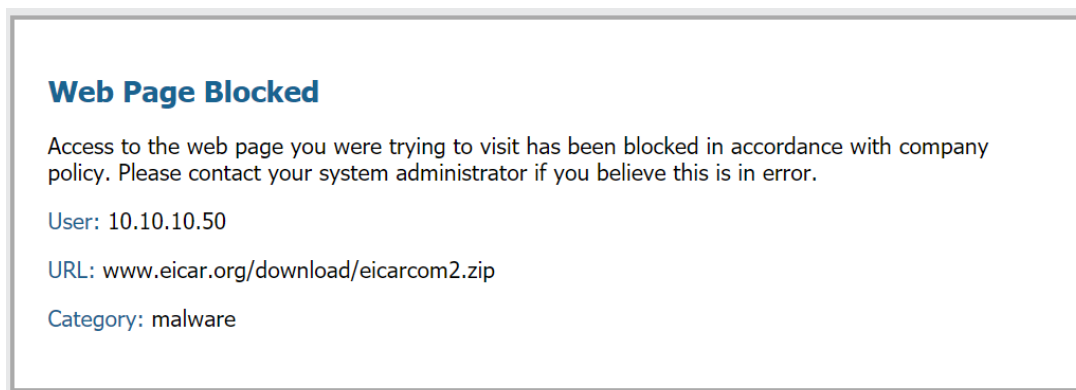 Web Page Blocked
Access to the web page you were trying to visit has been blocked in accordance with company
policy. Please contact your system administrator if you believe this is in error.
User: 10.10.10.50
URL: www.eicar.org/download/eicarcom2.zip
Category: malware